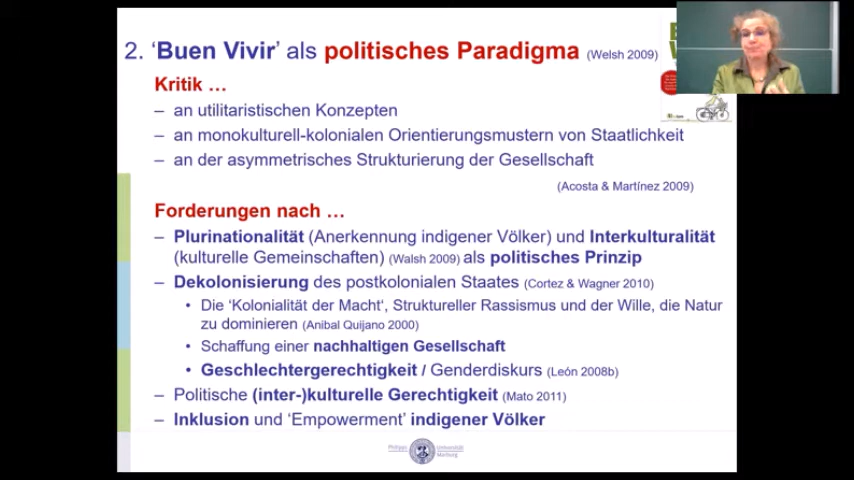 2. ‘Buen Vivir’ als politisches Paradigma (Welsh 2009)
Kritik …
– an utilitaristischen Konzepten
– an monokulturell-kolonialen Orientierungsmustern von Staatlichkeit
– an der asymmetrisches Strukturierung der Gesellschaft
(Acosta & Martínez 2009)
Forderungen nach …
– Plurinationalität (Anerkennung indigener Völker) und Interkulturalität
(kulturelle Gemeinschaften) (Walsh 2009) als politisches Prinzip
– Dekolonisierung des postkolonialen Staates (Cortez & Wagner 2010)
• Die ‘Kolonialität der Macht‘, Struktureller Rassismus und der Wille, die Natur
zu dominieren (Anibal Quijano 2000)
• Schaffung einer nachhaltigen Gesellschaft
• Geschlechtergerechtigkeit / Genderdiskurs (León 2008b)
– Politische (inter-)kulturelle Gerechtigkeit (Mato 2011)
– Inklusion und ‘Empowerment’ indigener Völker
Philipps Universität
Marburg